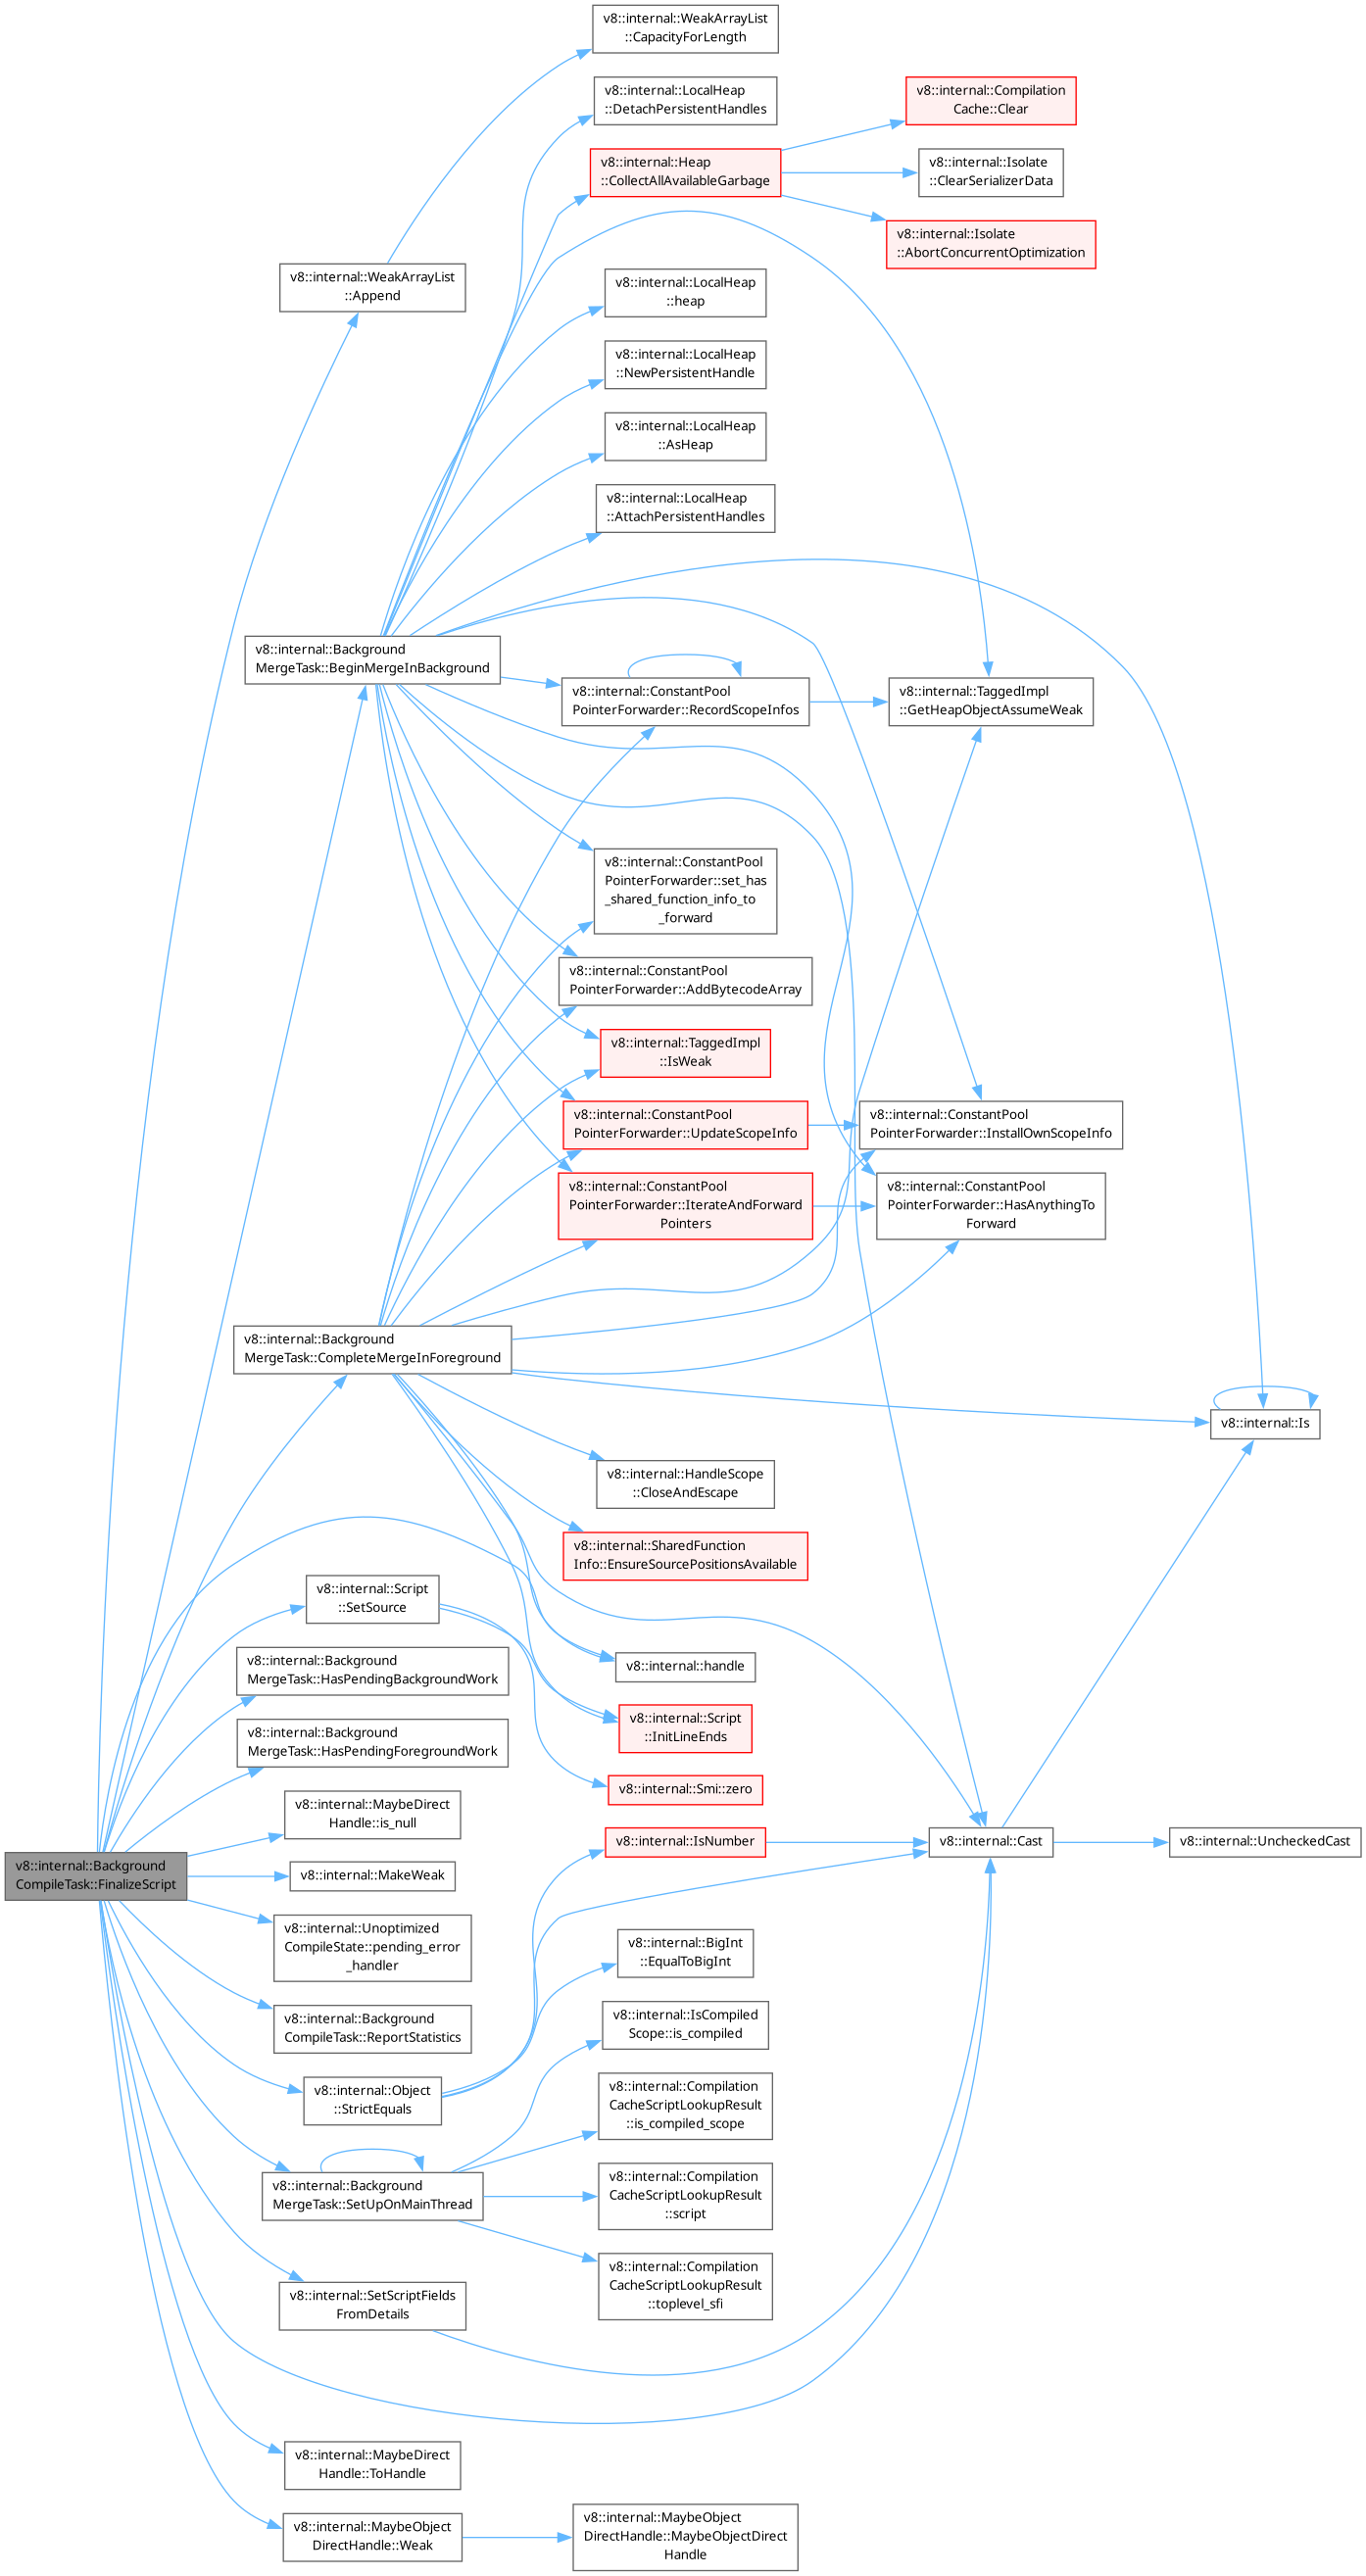 v8::internal::WeakArrayList
::CapacityForLength
v8::internal::LocalHeap
::DetachPersistentHandles
v8::internal::Compilation
Cache::Clear
v8::internal::Heap
::CollectAllAvailableGarbage
v8::internal::Isolate
::ClearSerializerData
v8::internal::Isolate
::AbortConcurrentOptimization
v8::internal::WeakArrayList
::Append
v8::internal::LocalHeap
::heap
v8::internal::LocalHeap
::NewPersistentHandle
v8::internal::LocalHeap
::AsHeap
v8::internal::LocalHeap
::AttachPersistentHandles
v8::internal::Background
MergeTask::BeginMergeInBackground
v8::internal::ConstantPool
PointerForwarder::RecordScopeInfos
v8::internal::TaggedImpl
::GetHeapObjectAssumeWeak
v8::internal::ConstantPool
PointerForwarder::set_has
_shared_function_info_to
_forward
v8::internal::ConstantPool
PointerForwarder::AddBytecodeArray
v8::internal::TaggedImpl
::IsWeak
v8::internal::ConstantPool
PointerForwarder::UpdateScopeInfo
v8::internal::ConstantPool
PointerForwarder::InstallOwnScopeInfo
v8::internal::ConstantPool
PointerForwarder::IterateAndForward
Pointers
v8::internal::ConstantPool
PointerForwarder::HasAnythingTo
Forward
v8::internal::Background
MergeTask::CompleteMergeInForeground
v8::internal::Is
v8::internal::HandleScope
::CloseAndEscape
v8::internal::SharedFunction
Info::EnsureSourcePositionsAvailable
v8::internal::Script
::SetSource
v8::internal::Background
MergeTask::HasPendingBackgroundWork
v8::internal::handle
v8::internal::Background
MergeTask::HasPendingForegroundWork
v8::internal::Script
::InitLineEnds
v8::internal::Smi::zero
v8::internal::MaybeDirect
Handle::is_null
v8::internal::IsNumber
v8::internal::Cast
v8::internal::UncheckedCast
v8::internal::Background
CompileTask::FinalizeScript
v8::internal::MakeWeak
v8::internal::Unoptimized
CompileState::pending_error
_handler
v8::internal::BigInt
::EqualToBigInt
v8::internal::Background
CompileTask::ReportStatistics
v8::internal::IsCompiled
Scope::is_compiled
v8::internal::Object
::StrictEquals
v8::internal::Compilation
CacheScriptLookupResult
::is_compiled_scope
v8::internal::Background
MergeTask::SetUpOnMainThread
v8::internal::Compilation
CacheScriptLookupResult
::script
v8::internal::Compilation
CacheScriptLookupResult
::toplevel_sfi
v8::internal::SetScriptFields
FromDetails
v8::internal::MaybeDirect
Handle::ToHandle
v8::internal::MaybeObject
DirectHandle::Weak
v8::internal::MaybeObject
DirectHandle::MaybeObjectDirect
Handle